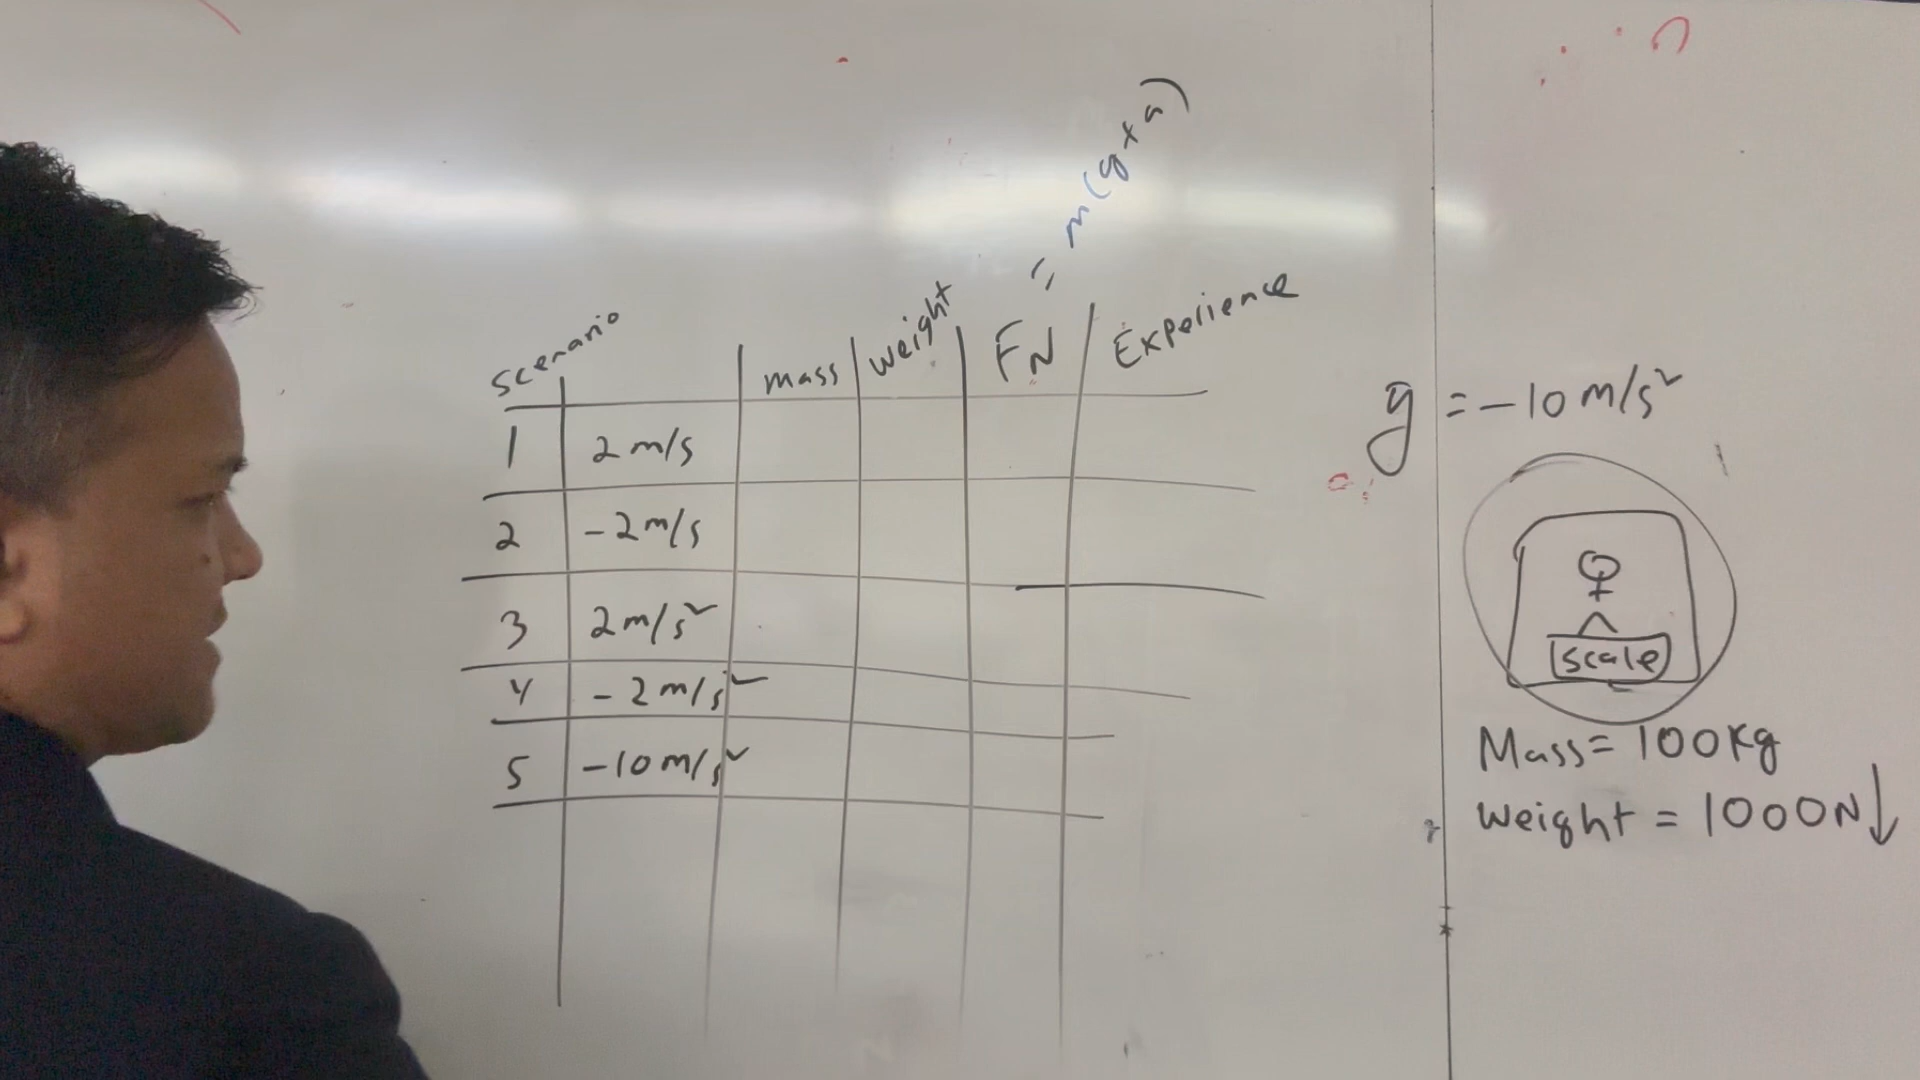 = m(g+a)
scenario mass weight FN Experience
1 2 m/s
2 -2 m/s
3 2 m/s²
4 -2 m/s²
5 -10 m/s²
g = -10 m/s²
scale
Mass = 100 kg
Weight = 1000N ↓